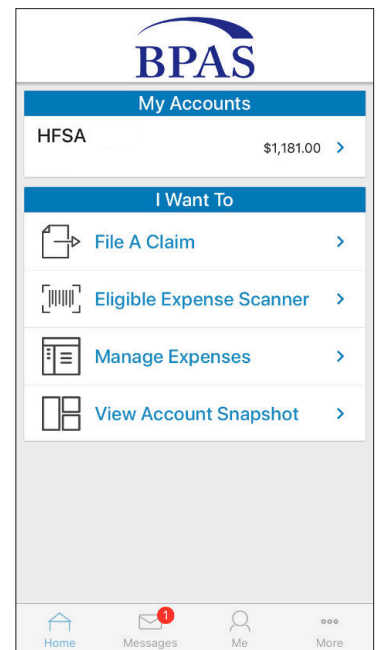 BPAS
My Accounts
HFSA
$1,181.00
I Want To
File A Claim
Eligible Expense Scanner
Manage Expenses
View Account Snapshot
1
Home Messages Me More